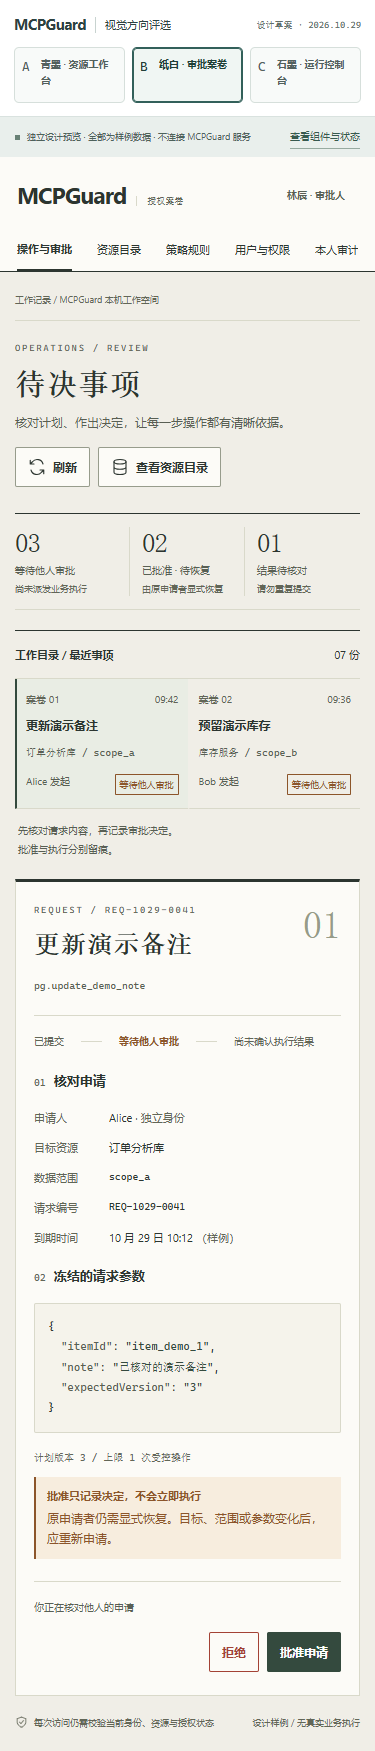 MCPGuard 视觉方向评选 设计草案 · 2026.10.29
A 青墨 · 资源工作台
B 纸白 · 审批案卷
C 石墨 · 运行控制台
独立设计预览 · 全部为样例数据 · 不连接 MCPGuard 服务 查看组件与状态
MCPGuard 授权案卷 林辰 · 审批人
操作与审批 资源目录 策略规则 用户与权限 本人审计
工作记录 / MCPGuard 本机工作空间
OPERATIONS / REVIEW
待决事项
核对计划、作出决定，让每一步操作都有清晰依据。
刷新 查看资源目录
03 02 01
等待他人审批 已批准 · 待恢复 结果待核对
尚未派发业务执行 由原申请者显式恢复 请勿重复提交
工作目录 / 最近事项 07 份
案卷 01 09:42
更新演示备注
订单分析库 / scope_a
Alice 发起 等待他人审批
案卷 02 09:36
预留演示库存
库存服务 / scope_b
Bob 发起 等待他人审批
先核对请求内容，再记录审批决定。
批准与执行分别留痕。
REQUEST / REQ-1029-0041
更新演示备注 01
pg.update_demo_note
已提交 等待他人审批 尚未确认执行结果
01 核对申请
申请人 Alice · 独立身份
目标资源 订单分析库
数据范围 scope_a
请求编号 REQ-1029-0041
到期时间 10 月 29 日 10:12 （样例）
02 冻结的请求参数
{
"itemId": "item_demo_1",
"note": "已核对的演示备注",
"expectedVersion": "3"
}
计划版本 3 / 上限 1 次受控操作
批准只记录决定，不会立即执行
原申请者仍需显式恢复。目标、范围或参数变化后，
应重新申请。
你正在核对他人的申请
拒绝 批准申请
每次访问仍需校验当前身份、资源与授权状态 设计样例 / 无真实业务执行